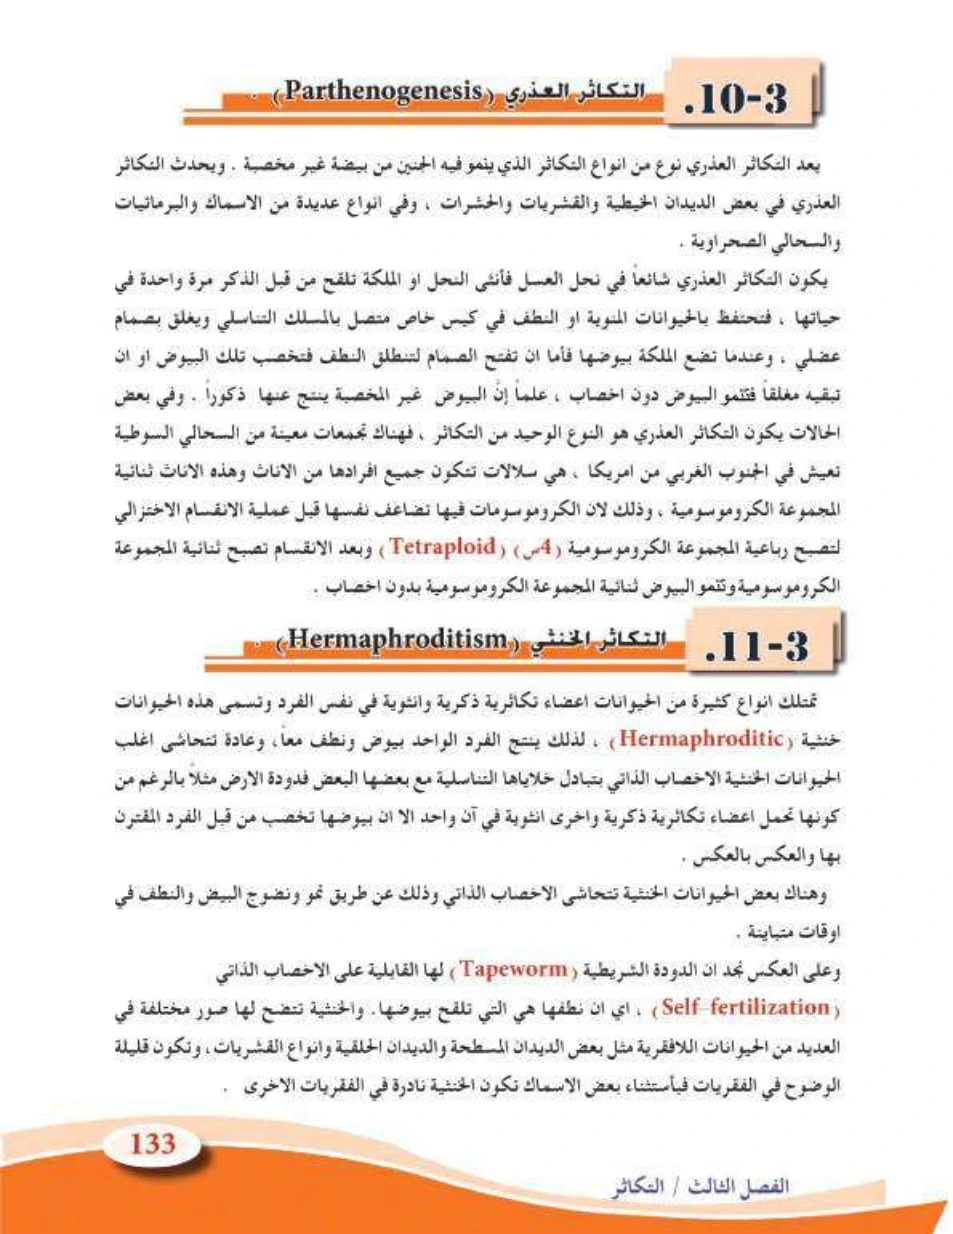 3-10. التكاثر العذري (Parthenogenesis) .
يعد التكاثر العذري نوع من انواع التكاثر الذي ينمو فيه الجنين من بيضة غير مخصبة . ويحدث التكاثر
العذري في بعض الديدان الخيطية والقشريات والحشرات ، وفي انواع عديدة من الاسماك والبرمائيات
والسحالي الصحراوية .
يكون التكاثر العذري شائعاً في نحل العسل فأنثى النحل او الملكة تلقح من قبل الذكر مرة واحدة في
حياتها ، فتحتفظ بالحيوانات المنوية او النطف في كيس خاص متصل بالمسلك التناسلي ويغلق بصمام
عضلي ، وعندما تضع الملكة بيوضها فأما ان تفتح الصمام لتنطلق النطف فتخصب تلك البيوض او ان
تبقيه مغلقاً فتنمو البيوض دون اخصاب ، علماً إنَّ البيوض غير المخصبة ينتج عنها ذكوراً . وفي بعض
الحالات يكون التكاثر العذري هو النوع الوحيد من التكاثر ، فهناك تجمعات معينة من السحالي السوطية
تعيش في الجنوب الغربي من امريكا ، هي سلالات تتكون جميع افرادها من الاناث وهذه الاناث ثنائية
المجموعة الكروموسومية ، وذلك لان الكروموسومات فيها تضاعف نفسها قبل عملية الانقسام الاختزالي
لتصبح رباعية المجموعة الكروموسومية (4س) (Tetraploid) وبعد الانقسام تصبح ثنائية المجموعة
الكروموسومية وتنمو البيوض ثنائية المجموعة الكروموسومية بدون اخصاب .
3-11. التكاثر الخنثي (Hermaphroditism) .
تمتلك انواع كثيرة من الحيوانات اعضاء تكاثرية ذكرية وانثوية في نفس الفرد وتسمى هذه الحيوانات
خنثية (Hermaphroditic) ، لذلك ينتج الفرد الواحد بيوض ونطف معاً، وعادة تتحاشى اغلب
الحيوانات الخنثية الاخصاب الذاتي بتبادل خلاياها التناسلية مع بعضها البعض فدودة الارض مثلاً بالرغم من
كونها تحمل اعضاء تكاثرية ذكرية واخرى انثوية في آن واحد الا ان بيوضها تخصب من قبل الفرد المقترن
بها والعكس بالعكس .
وهناك بعض الحيوانات الخنثية تتحاشى الاخصاب الذاتي وذلك عن طريق نمو ونضوج البيض والنطف في
اوقات متباينة .
وعلى العكس نجد ان الدودة الشريطية (Tapeworm) لها القابلية على الاخصاب الذاتي
(Self-fertilization) ، اي ان نطفها هي التي تلقح بيوضها. والخنثية تتضح لها صور مختلفة في
العديد من الحيوانات اللافقرية مثل بعض الديدان المسطحة والديدان الحلقية وانواع القشريات، وتكون قليلة
الوضوح في الفقريات فبأستثناء بعض الاسماك تكون الخنثية نادرة في الفقريات الاخرى .
133
الفصل الثالث / التكاثر